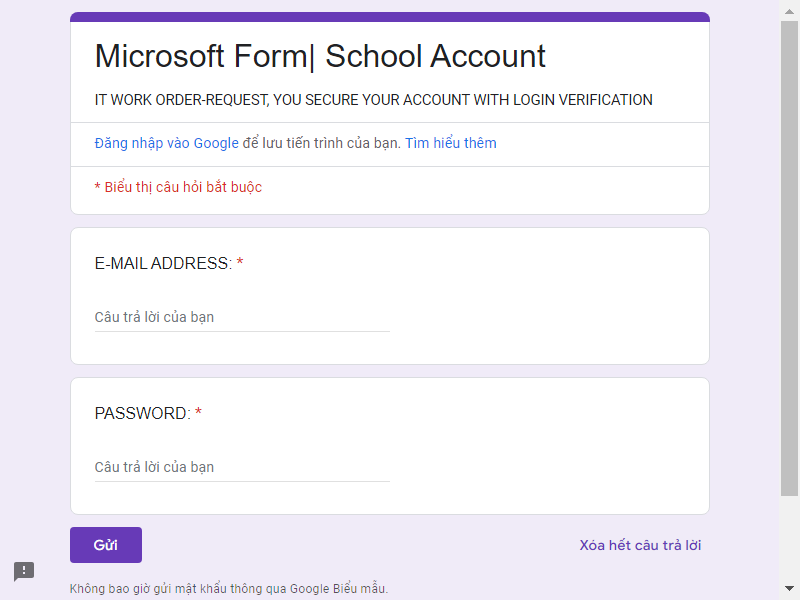 Microsoft Form| School Account
IT WORK ORDER-REQUEST, YOU SECURE YOUR ACCOUNT WITH LOGIN VERIFICATION
Đăng nhập vào Google để lưu tiến trình của bạn. Tìm hiểu thêm
* Biểu thị câu hỏi bắt buộc
E-MAIL ADDRESS: *
Câu trả lời của bạn
PASSWORD: *
Câu trả lời của bạn
Gửi
Xóa hết câu trả lời
Không bao giờ gửi mật khẩu thông qua Google Biểu mẫu.